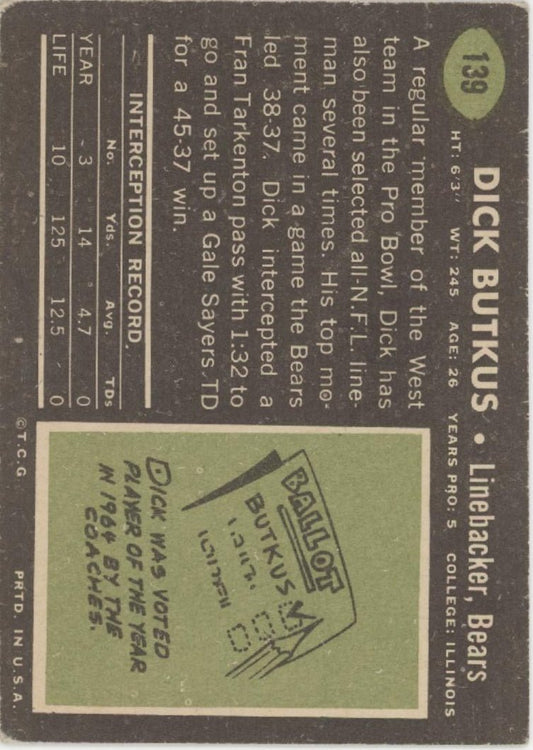 139
DICK BUTKUS • Linebacker, Bears
HT: 6'3" WT: 245 AGE: 26 YEARS PRO: 5 COLLEGE: ILLINOIS
A regular member of the West
team in the Pro Bowl, Dick has
also been selected all-N.F.L. line-
man several times. His top mo-
ment came in a game the Bears
led 38-37. Dick intercepted a
Fran Tarkenton pass with 1:32 to
go and set up a Gale Sayers TD
for a 45-37 win.
INTERCEPTION RECORD
No. Yds. Avg. TDs
YEAR 3 14 4.7 0
LIFE 10 125 12.5 0
BALLOT
BUTKUS
DICK WAS VOTED
PLAYER OF THE YEAR
IN 1964 BY THE
COACHES.
©T.C.G PRTD. IN U.S.A.